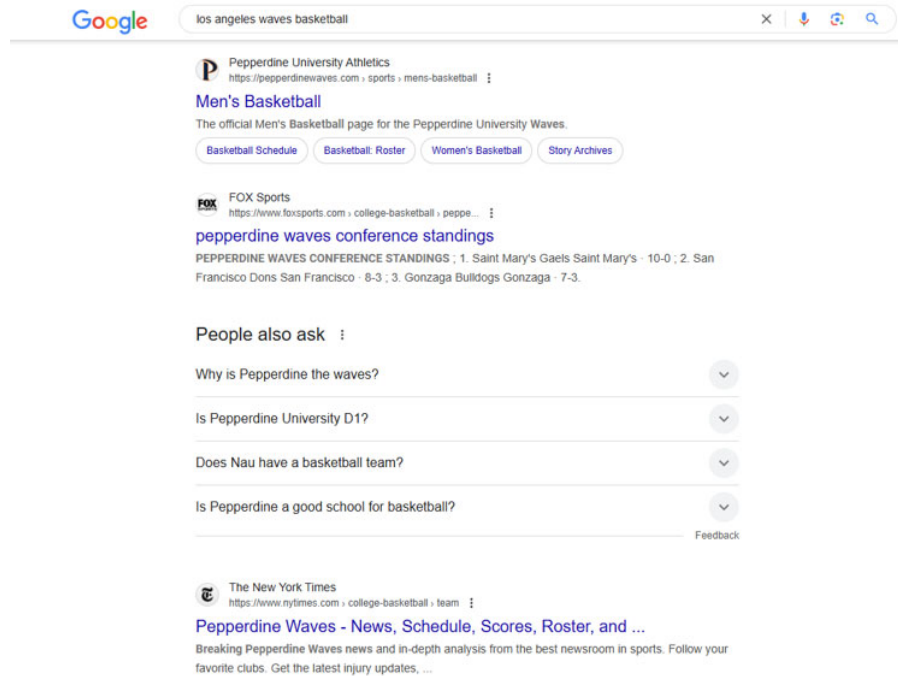 Google
los angeles waves basketball
Pepperdine University Athletics
https://pepperdinewaves.com › sports › mens-basketball
Men's Basketball
The official Men's Basketball page for the Pepperdine University Waves.
Basketball Schedule
Basketball: Roster
Women's Basketball
Story Archives
FOX
SPORTS
FOX Sports
https://www.foxsports.com › college-basketball › peppe...
pepperdine waves conference standings
PEPPERDINE WAVES CONFERENCE STANDINGS ; 1. Saint Mary's Gaels Saint Mary's · 10-0 ; 2. San
Francisco Dons San Francisco · 8-3 ; 3. Gonzaga Bulldogs Gonzaga · 7-3.
People also ask
Why is Pepperdine the waves?
Is Pepperdine University D1?
Does Nau have a basketball team?
Is Pepperdine a good school for basketball?
Feedback
The New York Times
https://www.nytimes.com › college-basketball › team
Pepperdine Waves - News, Schedule, Scores, Roster, and ...
Breaking Pepperdine Waves news and in-depth analysis from the best newsroom in sports. Follow your
favorite clubs. Get the latest injury updates, ...